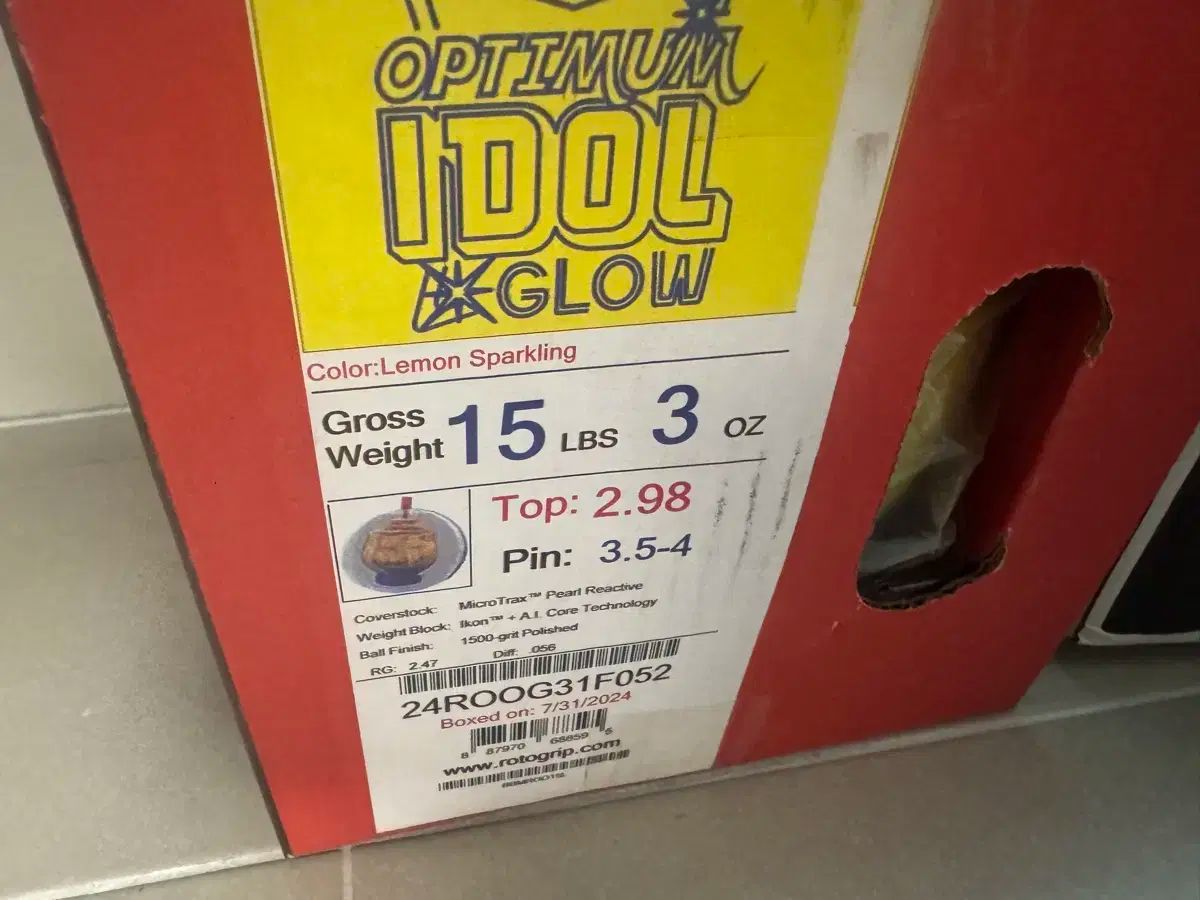 OPTIMUM
IDOL
GLOW
Color:Lemon Sparkling
Gross Weight 15 LBS 3 OZ
Top: 2.98
Pin: 3.5-4
Coverstock: MicroTrax™ Pearl Reactive
Weight Block: Ikon™ + A.I. Core Technology
Ball Finish: 1500-grit Polished
RG: 2.47 Diff: .056
24ROOG31F052
Boxed on: 7/31/2024
8 87970 68859 5
www.rotogrip.com